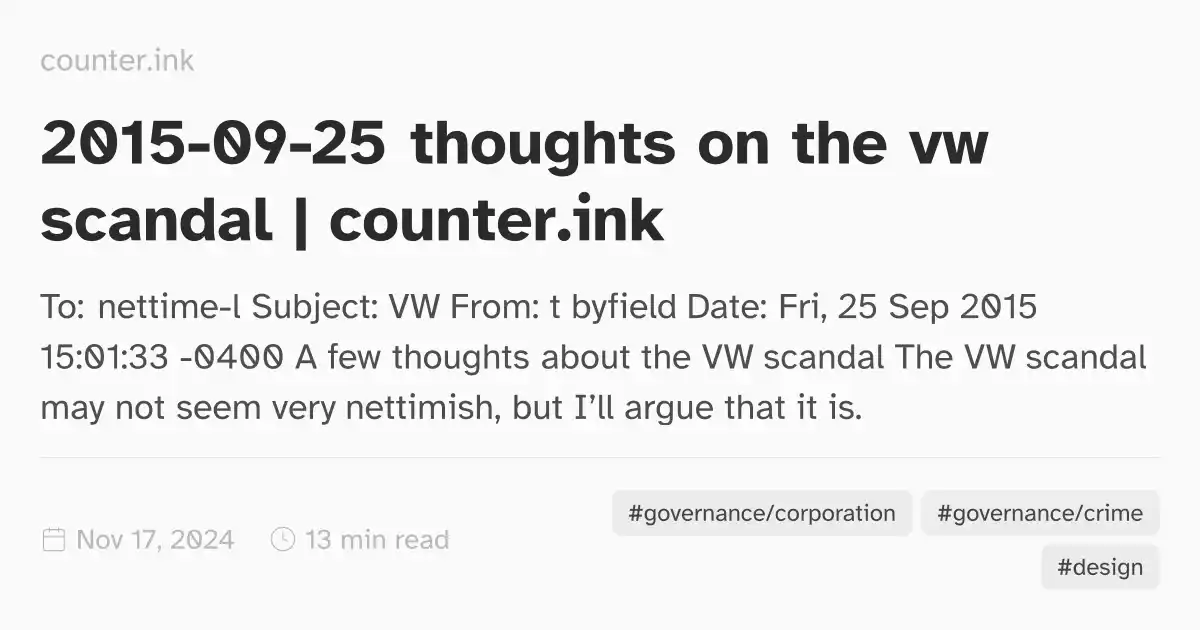 counter.ink
2015-09-25 thoughts on the vw
scandal | counter.ink
To: nettime-l Subject: VW From: t byfield Date: Fri, 25 Sep 2015
15:01:33 -0400 A few thoughts about the VW scandal The VW scandal
may not seem very nettimish, but I’ll argue that it is.
Nov 17, 2024
13 min read
#governance/corporation
#governance/crime
#design